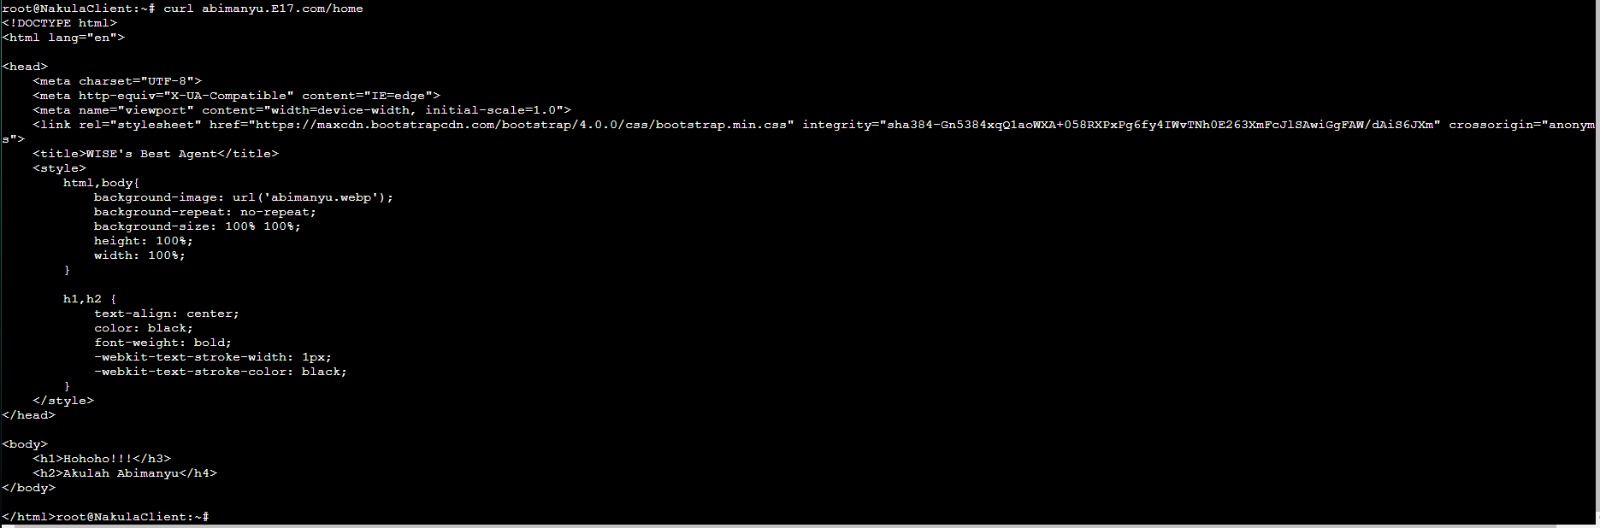 root@NakulaClient:~# curl abimanyu.E17.com/home
<!DOCTYPE html>
<html lang="en">
<head>
    <meta charset="UTF-8">
    <meta http-equiv="X-UA-Compatible" content="IE=edge">
    <meta name="viewport" content="width=device-width, initial-scale=1.0">
    <link rel="stylesheet" href="https://maxcdn.bootstrapcdn.com/bootstrap/4.0.0/css/bootstrap.min.css" integrity="sha384-Gn5384xqQ1aoWXA+058RXPxPg6fy4IWvTNh0E263XmFcJlSAwiGgFAW/dAiS6JXm" crossorigin="anonym
s">
    <title>WISE's Best Agent</title>
    <style>
        html,body{
            background-image: url('abimanyu.webp');
            background-repeat: no-repeat;
            background-size: 100% 100%;
            height: 100%;
            width: 100%;
        }
        h1,h2 {
            text-align: center;
            color: black;
            font-weight: bold;
            -webkit-text-stroke-width: 1px;
            -webkit-text-stroke-color: black;
        }
    </style>
</head>
<body>
    <h1>Hohoho!!!</h3>
    <h2>Akulah Abimanyu</h4>
</body>
</html>root@NakulaClient:~#